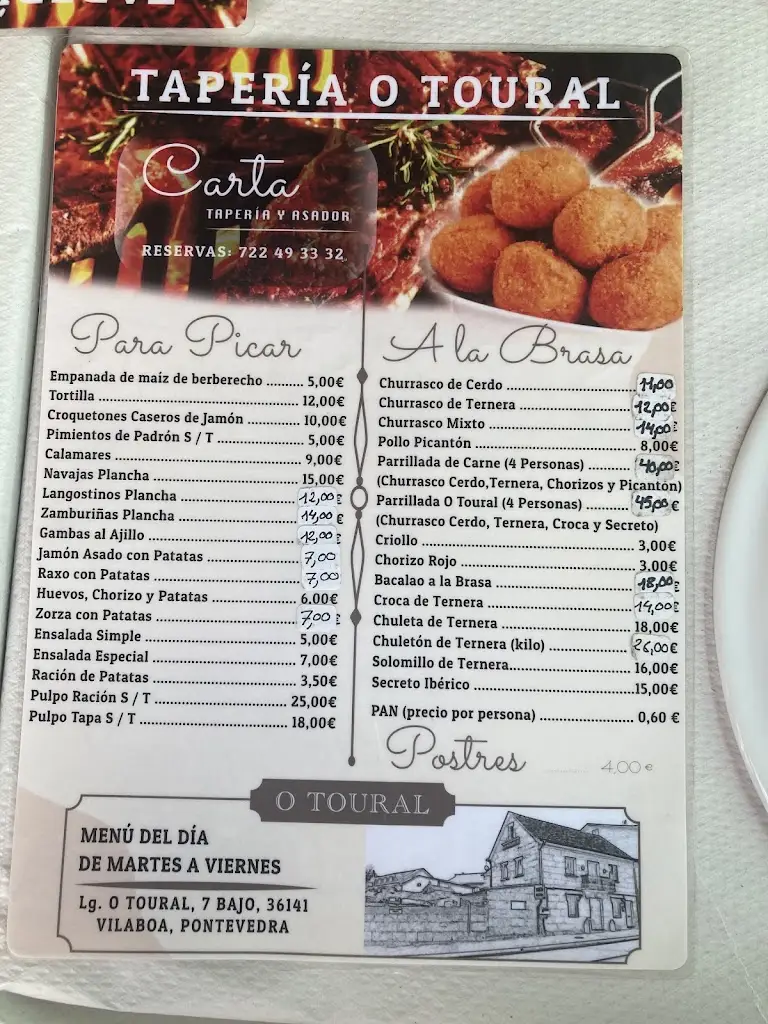 TAPERÍA O TOURAL
Carta
TAPERÍA Y ASADOR
RESERVAS: 722 49 33 32
Para Picar
Empanada de maíz de berberecho .......... 5,00€
Tortilla .......... 12,00€
Croquetones Caseros de Jamón .......... 10,00€
Pimientos de Padrón S / T .......... 5,00€
Calamares .......... 9,00€
Navajas Plancha .......... 15,00€
Langostinos Plancha .......... 12,00€
Zamburiñas Plancha .......... 14,00€
Gambas al Ajillo .......... 12,00€
Jamón Asado con Patatas .......... 7,00
Raxo con Patatas .......... 7,00
Huevos, Chorizo y Patatas .......... 6.00€
Zorza con Patatas .......... 7,00€
Ensalada Simple .......... 5,00€
Ensalada Especial .......... 7,00€
Ración de Patatas .......... 3,50€
Pulpo Ración S / T .......... 25,00€
Pulpo Tapa S / T .......... 18,00€
A la Brasa
Churrasco de Cerdo .......... 11,00
Churrasco de Ternera .......... 12,00€
Churrasco Mixto .......... 14,00€
Pollo Picantón .......... 8,00€
Parrillada de Carne (4 Personas) .......... 40,00€
(Churrasco Cerdo,Ternera, Chorizos y Picantón)
Parrillada O Toural (4 Personas) .......... 45,00€
(Churrasco Cerdo, Ternera, Croca y Secreto)
Criollo .......... 3,00€
Chorizo Rojo .......... 3.00€
Bacalao a la Brasa .......... 18,00€
Croca de Ternera .......... 14,00€
Chuleta de Ternera .......... 18,00€
Chuletón de Ternera (kilo) .......... 26,00€
Solomillo de Ternera .......... 16,00€
Secreto Ibérico .......... 15,00€
PAN (precio por persona) .......... 0,60 €
Postres 4.00 €
O TOURAL
MENÚ DEL DÍA
DE MARTES A VIERNES
Lg. O TOURAL, 7 BAJO, 36141
VILABOA, PONTEVEDRA